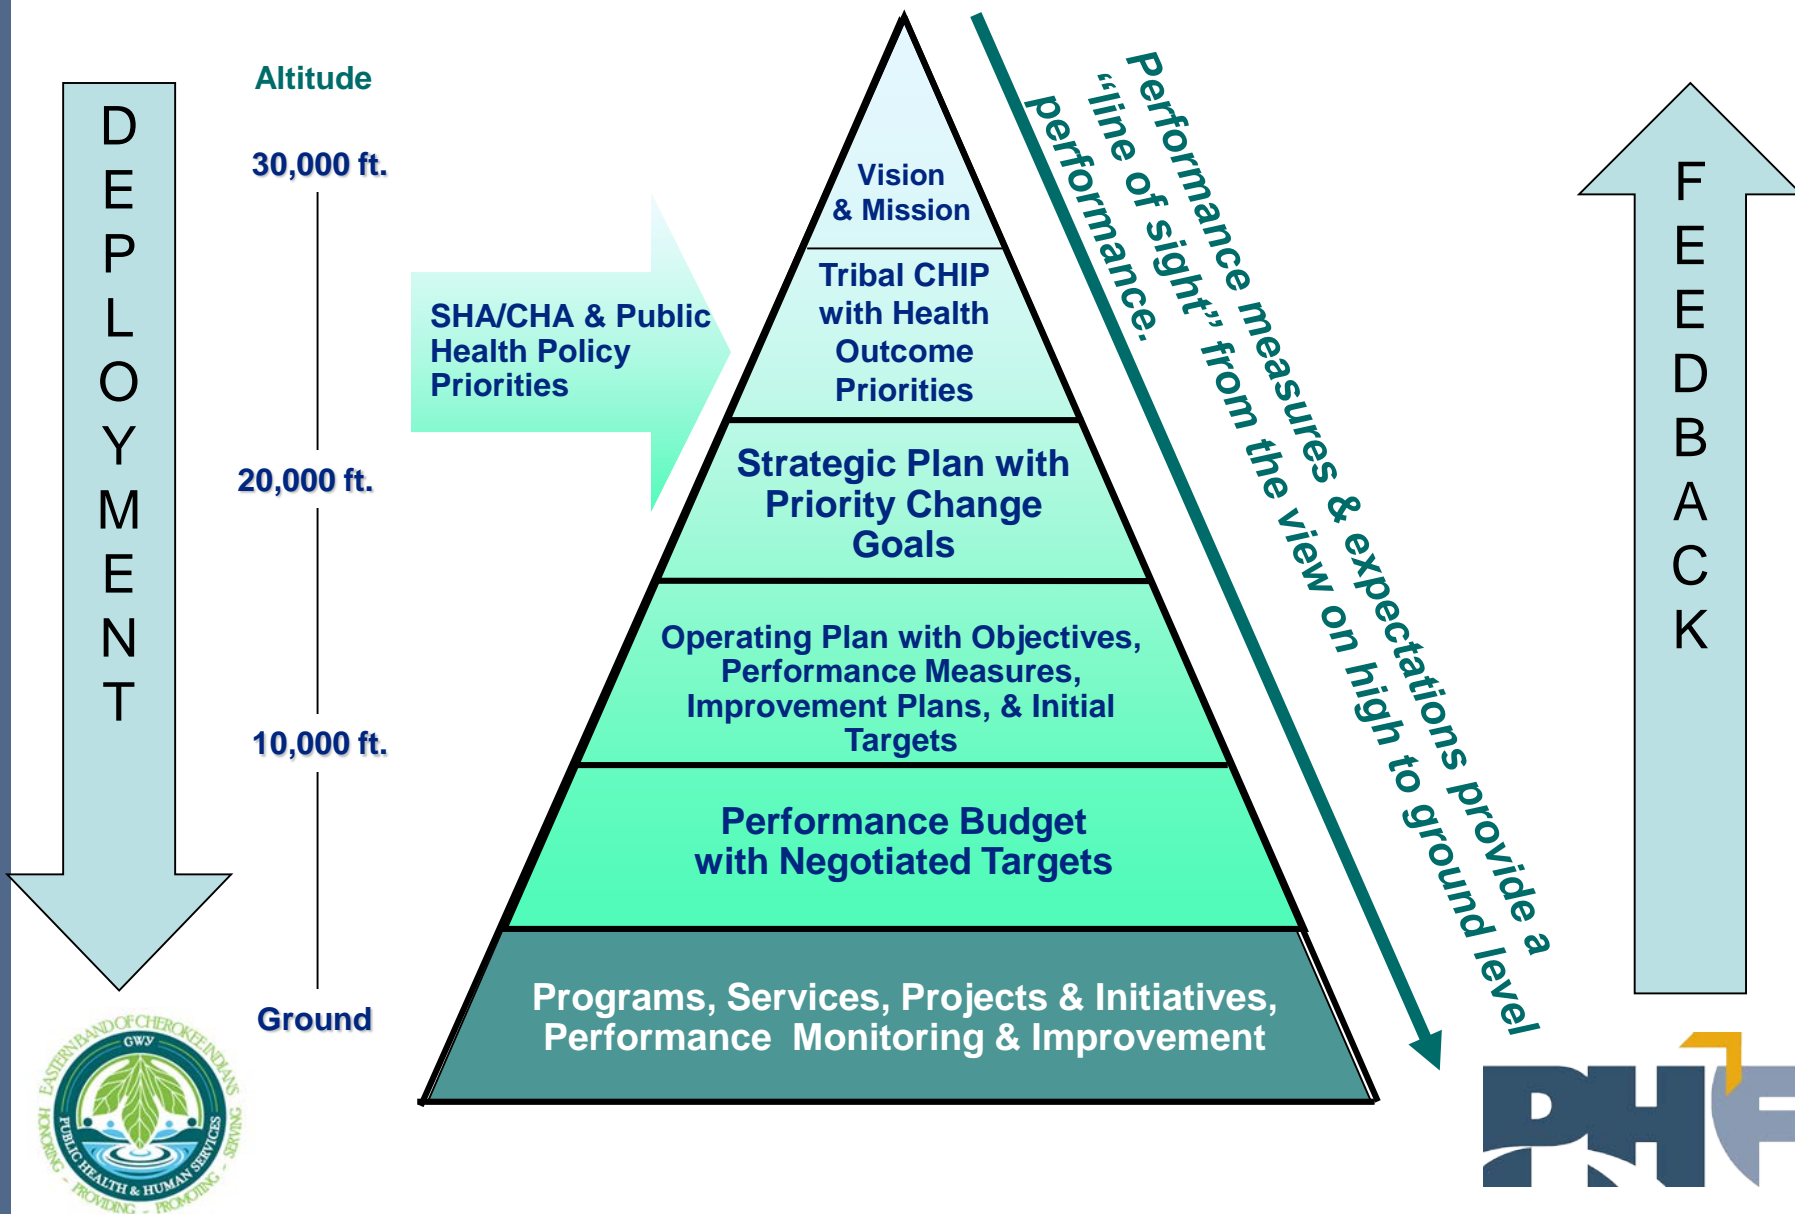 DEPLOYMENT
Altitude
30,000 ft.
20,000 ft.
10,000 ft.
Ground
SHA/CHA & Public
Health Policy
Priorities
Vision
& Mission
Tribal CHIP
with Health
Outcome
Priorities
Strategic Plan with
Priority Change
Goals
Operating Plan with Objectives,
Performance Measures,
Improvement Plans, & Initial
Targets
Performance Budget
with Negotiated Targets
Programs, Services, Projects & Initiatives,
Performance Monitoring & Improvement
Performance measures & expectations provide a
“line of sight” from the view on high to ground level
performance.
FEEDBACK
EASTERN BAND OF CHEROKEE INDIANS
ᏣᎳᎩ
PUBLIC HEALTH & HUMAN SERVICES
HONORING - PROVIDING - PROMOTING - SERVING
PHF